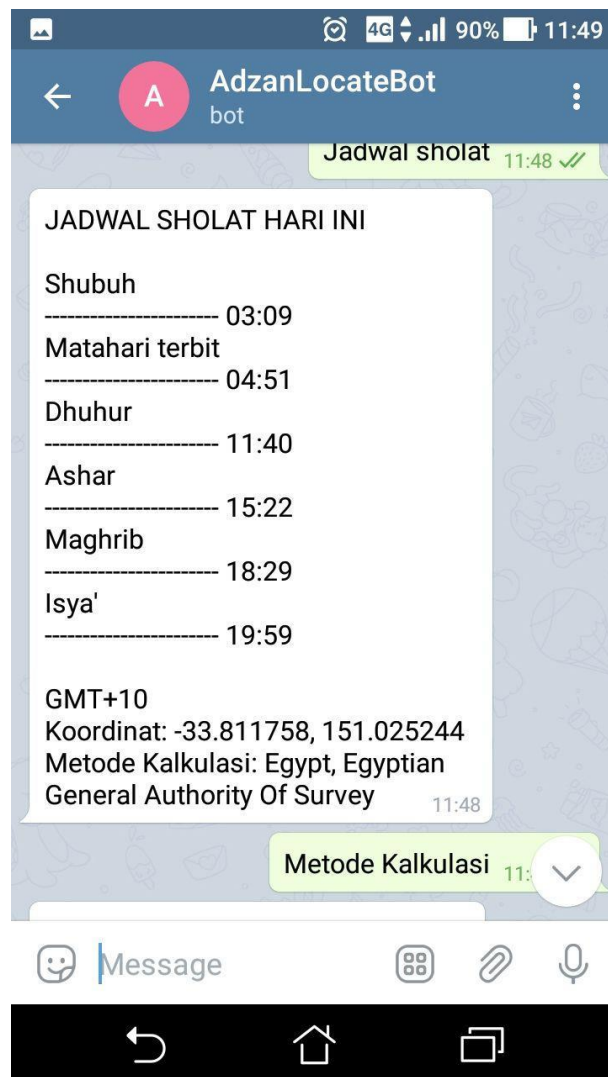 4G 90% 11:49
A
AdzanLocateBot
bot
Jadwal sholat 11:48
JADWAL SHOLAT HARI INI
Shubuh
----------------------- 03:09
Matahari terbit
----------------------- 04:51
Dhuhur
----------------------- 11:40
Ashar
----------------------- 15:22
Maghrib
----------------------- 18:29
Isya'
----------------------- 19:59
GMT+10
Koordinat: -33.811758, 151.025244
Metode Kalkulasi: Egypt, Egyptian
General Authority Of Survey 11:48
Metode Kalkulasi
Message